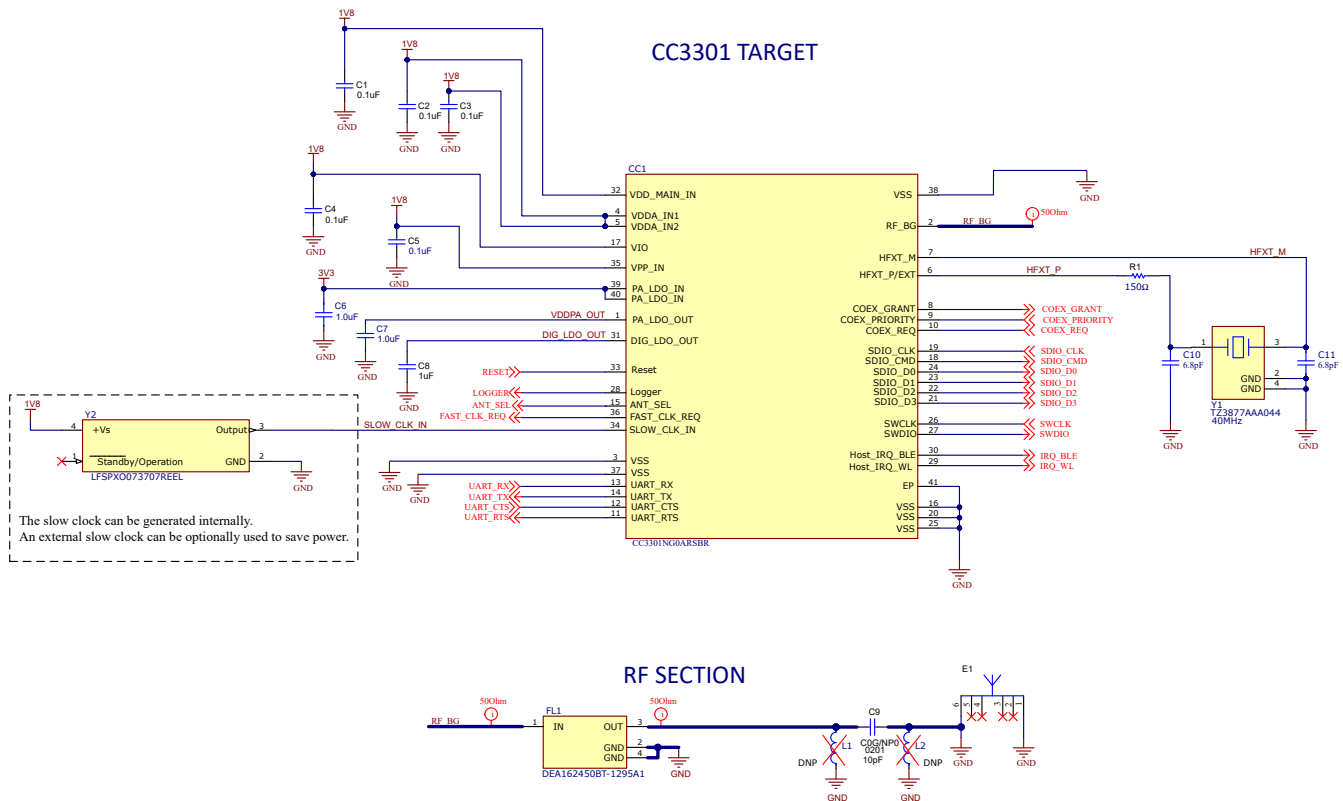 CC3301 TARGET
1V8
C1
0.1uF
GND
1V8
C2
0.1uF
GND
1V8
C3
0.1uF
GND
1V8
C4
0.1uF
GND
1V8
C5
0.1uF
GND
3V3
C6
1.0uF
GND
VDDPA_OUT
C7
1.0uF
GND
DIG_LDO_OUT
C8
1uF
GND
RESET
LOGGER
ANT_SEL
FAST_CLK_REQ
SLOW_CLK_IN
GND
GND
UART_RX
UART_TX
UART_CTS
UART_RTS
CC1
32 VDD_MAIN_IN
4 VDDA_IN1
5 VDDA_IN2
17 VIO
35 VPP_IN
39 PA_LDO_IN
40 PA_LDO_IN
1 PA_LDO_OUT
31 DIG_LDO_OUT
33 Reset
28 Logger
15 ANT_SEL
36 FAST_CLK_REQ
34 SLOW_CLK_IN
3 VSS
37 VSS
13 UART_RX
14 UART_TX
12 UART_CTS
11 UART_RTS
CC3301NG0ARSBR
VSS 38
GND
RF_BG 2 RF_BG
50Ohm
HFXT_M 7 HFXT_M
HFXT_P/EXT 6 HFXT_P
R1
150Ω
COEX_GRANT 8 COEX_GRANT
COEX_PRIORITY 9 COEX_PRIORITY
COEX_REQ 10 COEX_REQ
SDIO_CLK 19 SDIO_CLK
SDIO_CMD 18 SDIO_CMD
SDIO_D0 24 SDIO_D0
SDIO_D1 23 SDIO_D1
SDIO_D2 22 SDIO_D2
SDIO_D3 21 SDIO_D3
SWCLK 26 SWCLK
SWDIO 27 SWDIO
Host_IRQ_BLE 30 IRQ_BLE
Host_IRQ_WL 29 IRQ_WL
EP 41
VSS 16
VSS 20
VSS 25
GND
C10
6.8pF
GND
1
3
GND 2
GND 4
Y1
TZ3877AAA044
40MHz
C11
6.8pF
GND
1V8
Y2
4 +Vs
Output 3
1 Standby/Operation
GND 2
LFSPXO073707REEL
GND
The slow clock can be generated internally.
An external slow clock can be optionally used to save power.
RF SECTION
RF_BG
50Ohm
FL1
1 IN
OUT 3
GND 2
GND 4
DEA162450BT-1295A1
GND
50Ohm
L1
DNP
GND
C9
C0G/NP0
0201
10pF
L2
DNP
GND
E1
6
5
4
3
2
1
GND
GND